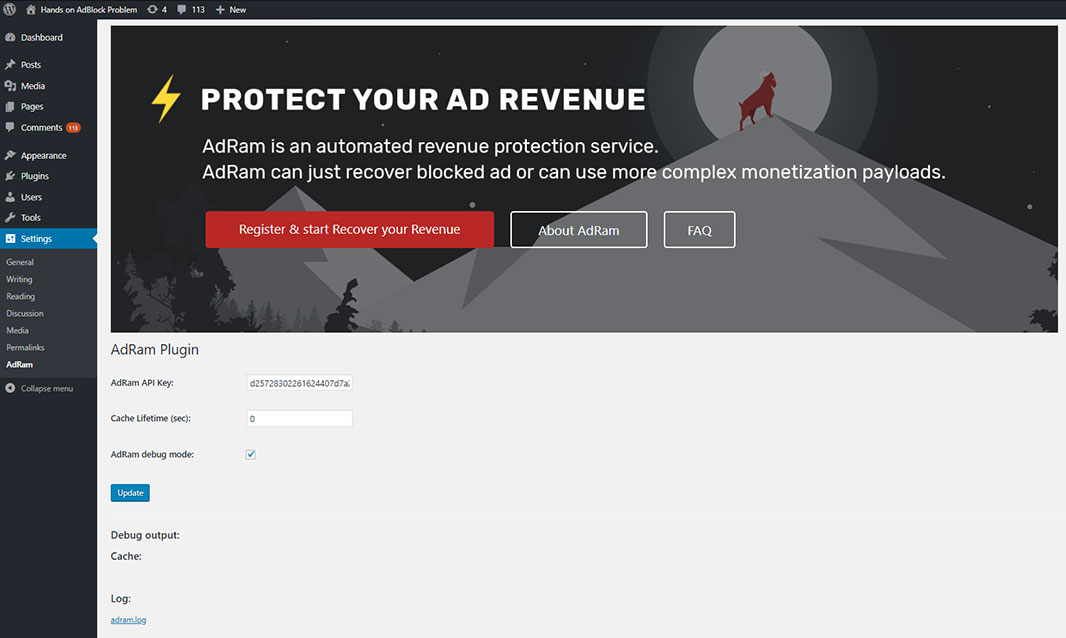 Hands on AdBlock Problem 4 113 New
Dashboard
Posts
Media
Pages
Comments 113
Appearance
Plugins
Users
Tools
Settings
General
Writing
Reading
Discussion
Media
Permalinks
AdRam
Collapse menu
PROTECT YOUR AD REVENUE
AdRam is an automated revenue protection service.
AdRam can just recover blocked ad or can use more complex monetization payloads.
Register & start Recover your Revenue About AdRam FAQ
AdRam Plugin
AdRam API Key: d25728302261624407d7a
Cache Lifetime (sec): 0
AdRam debug mode:
Update
Debug output:
Cache:
Log:
adram.log